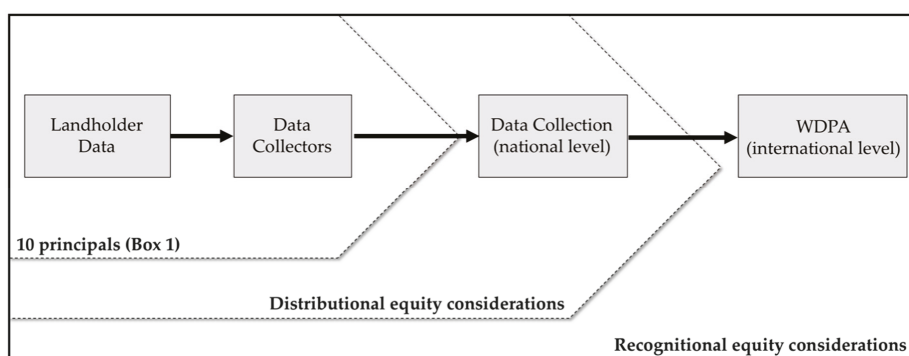 Landholder
Data
Data
Collectors
Data Collection
(national level)
WDPA
(international level)
10 principals (Box 1)
Distributional equity considerations
Recognitional equity considerations